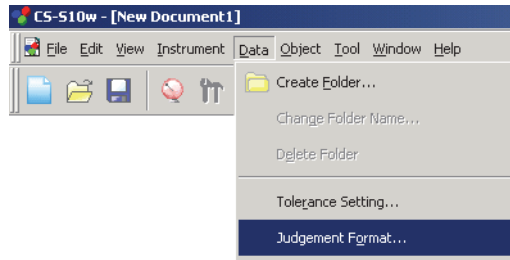 CS-S10w - [New Document1]
File Edit View Instrument Data Object Tool Window Help
Create Folder...
Change Folder Name...
Delete Folder
Tolerance Setting...
Judgement Format...